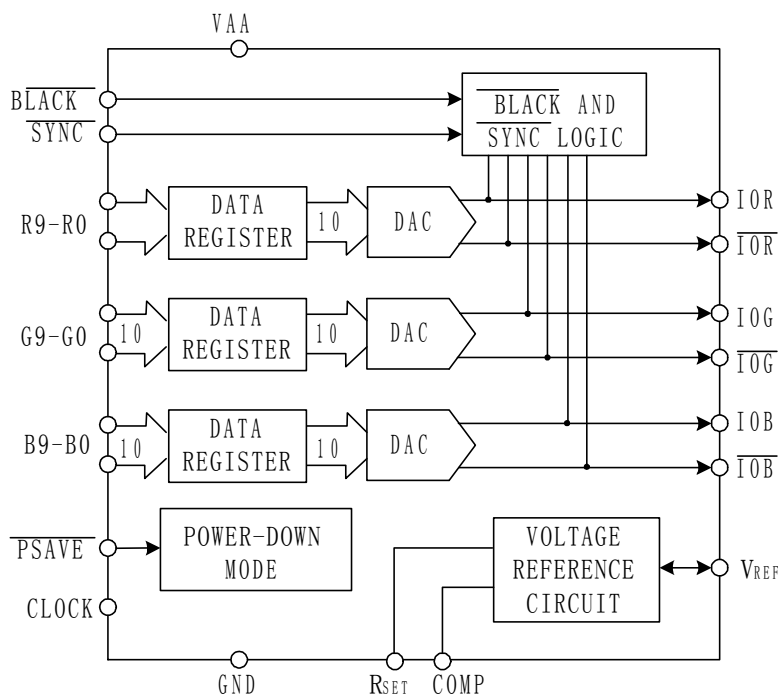 VAA
BLACK
SYNC
BLACK AND
SYNC LOGIC
R9-R0
DATA
REGISTER
10
DAC
IOR
IOR
G9-G0
10
DATA
REGISTER
10
DAC
IOG
IOG
B9-B0
10
DATA
REGISTER
10
DAC
IOB
IOB
PSAVE
POWER-DOWN
MODE
VOLTAGE
REFERENCE
CIRCUIT
VREF
CLOCK
GND
RSET
COMP